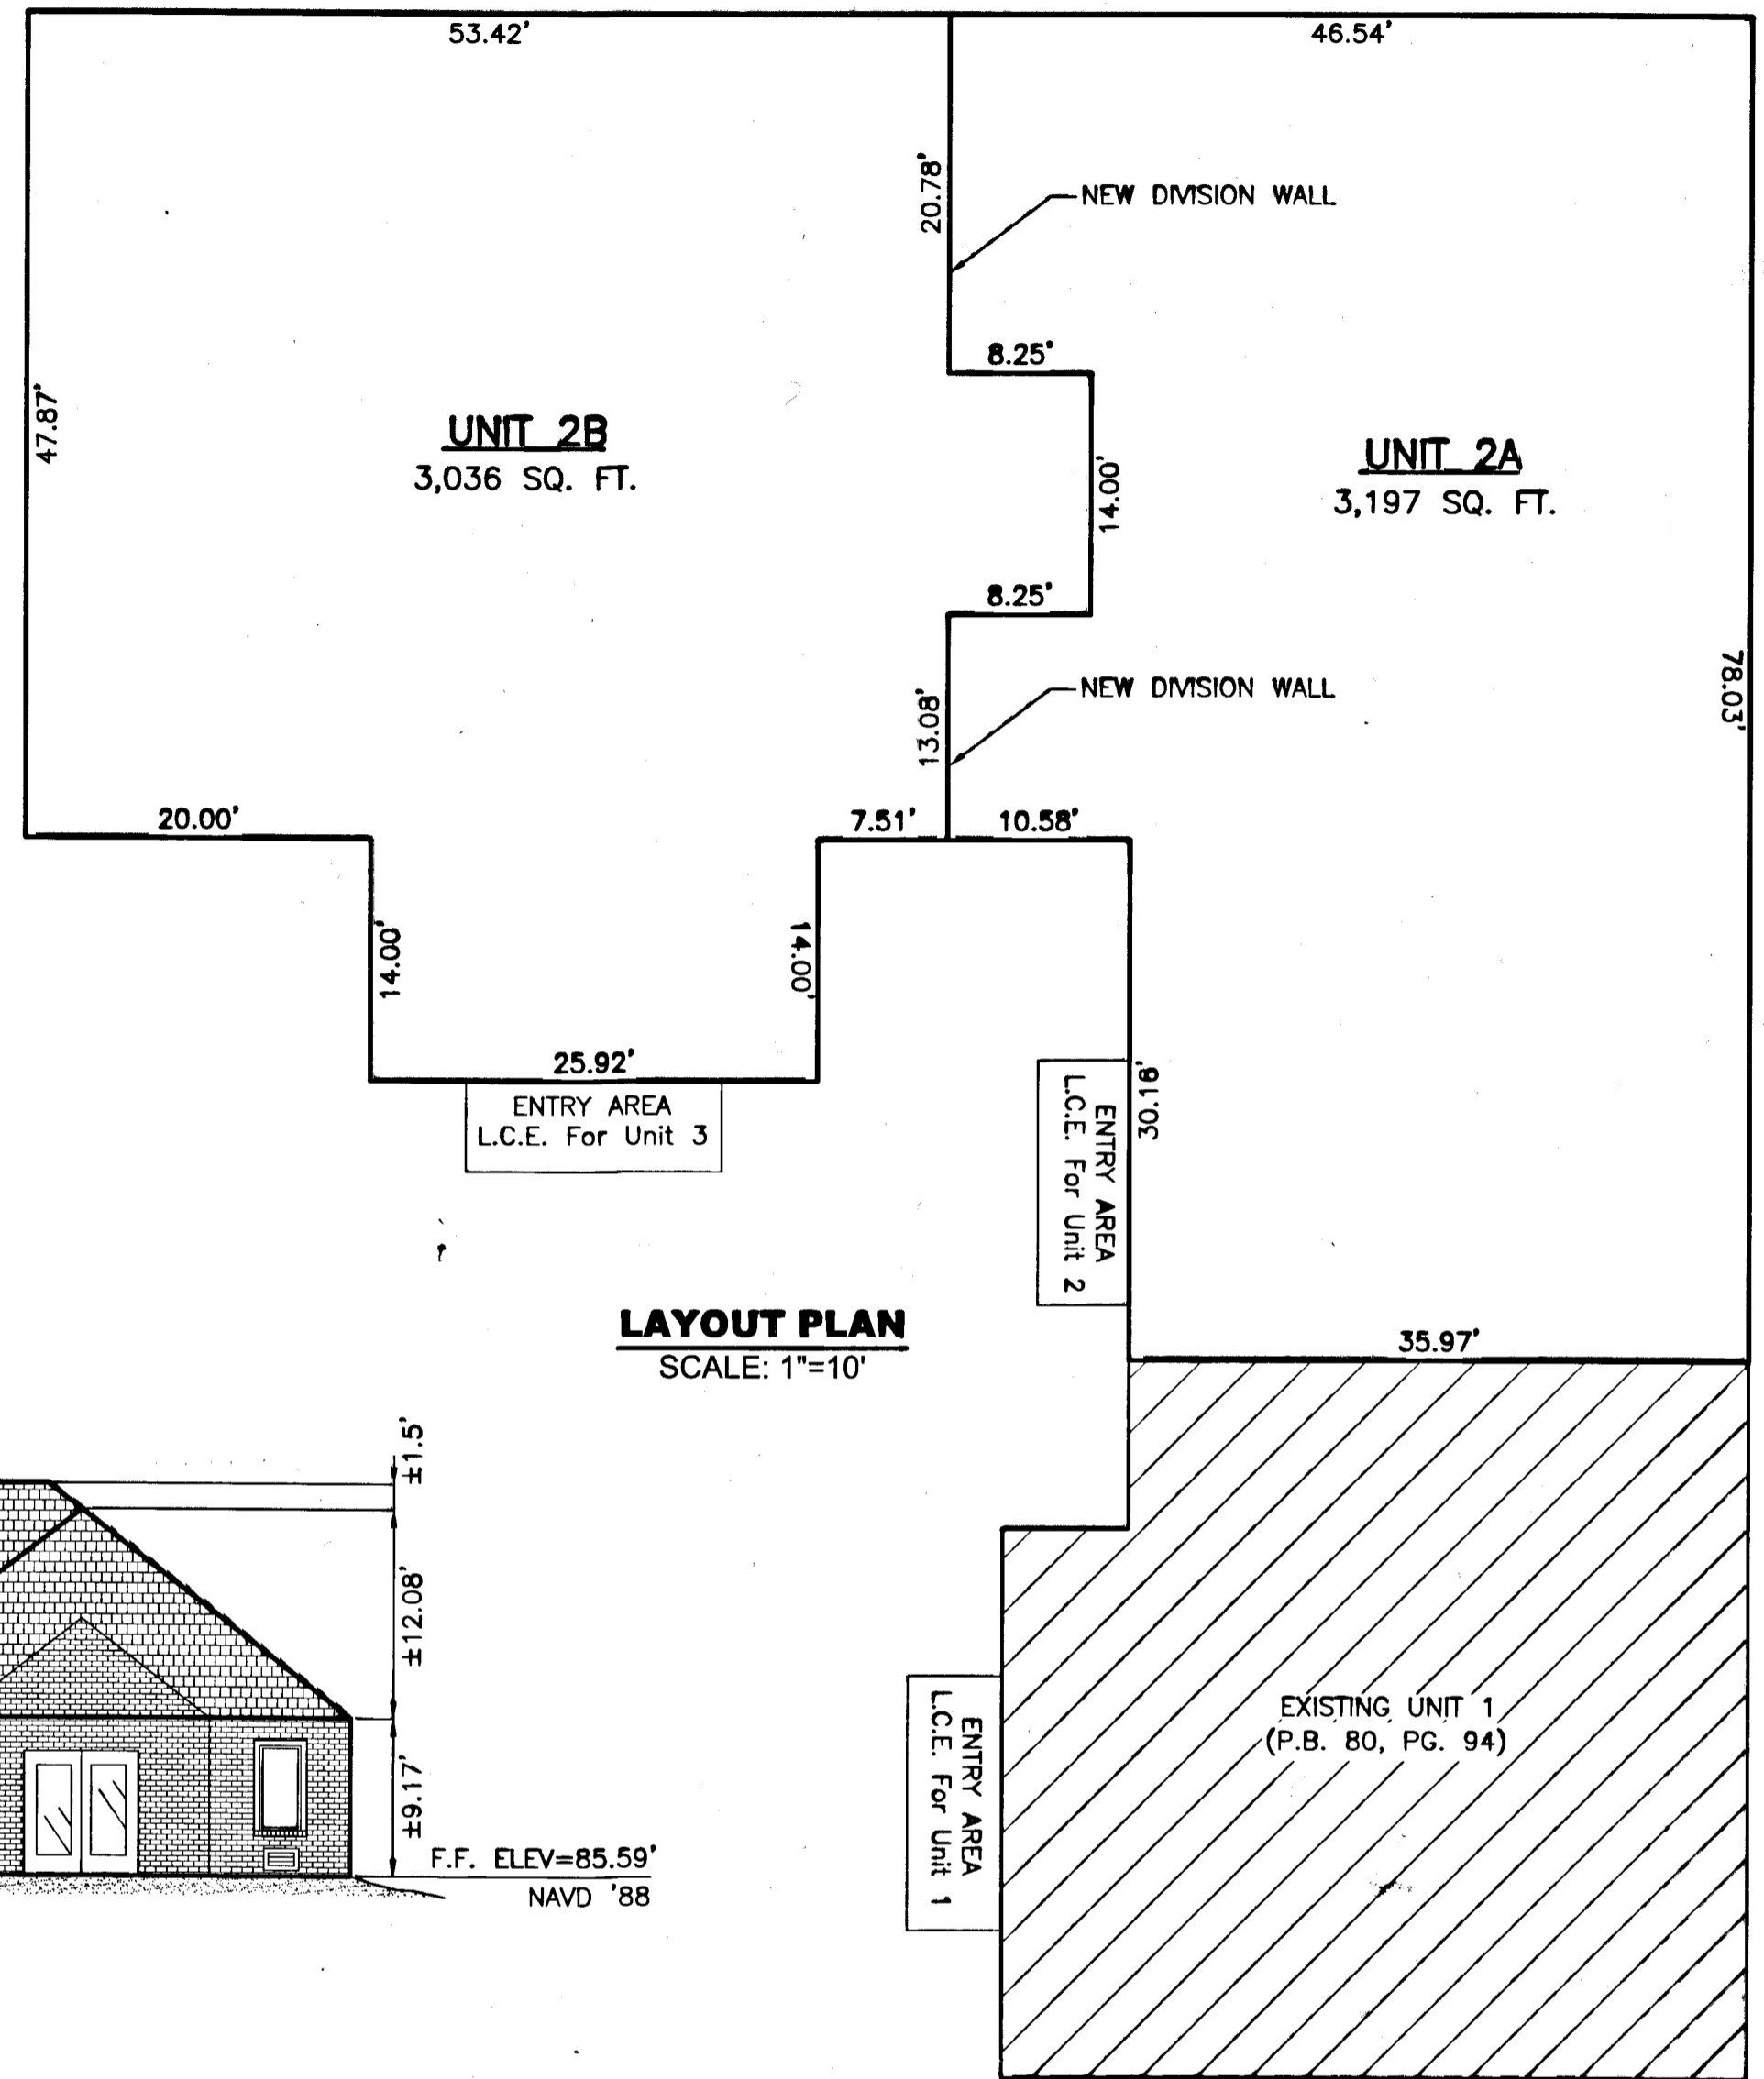 53.42'
46.54'
20.78'
NEW DIVISION WALL
8.25'
47.87'
UNIT 2B
3,036 SQ. FT.
UNIT 2A
3,197 SQ. FT.
14.00'
8.25'
78.03'
NEW DIVISION WALL
13.08'
20.00'
7.51'
10.58'
14.00'
14.00'
25.92'
ENTRY AREA
L.C.E. For Unit 3
30.16'
ENTRY AREA
L.C.E. For Unit 2
LAYOUT PLAN
SCALE: 1"=10'
35.97'
±1.5'
±12.08'
±9.17'
F.F. ELEV=85.59'
NAVD '88
ENTRY AREA
L.C.E. For Unit 1
EXISTING UNIT 1
(P.B. 80, PG. 94)